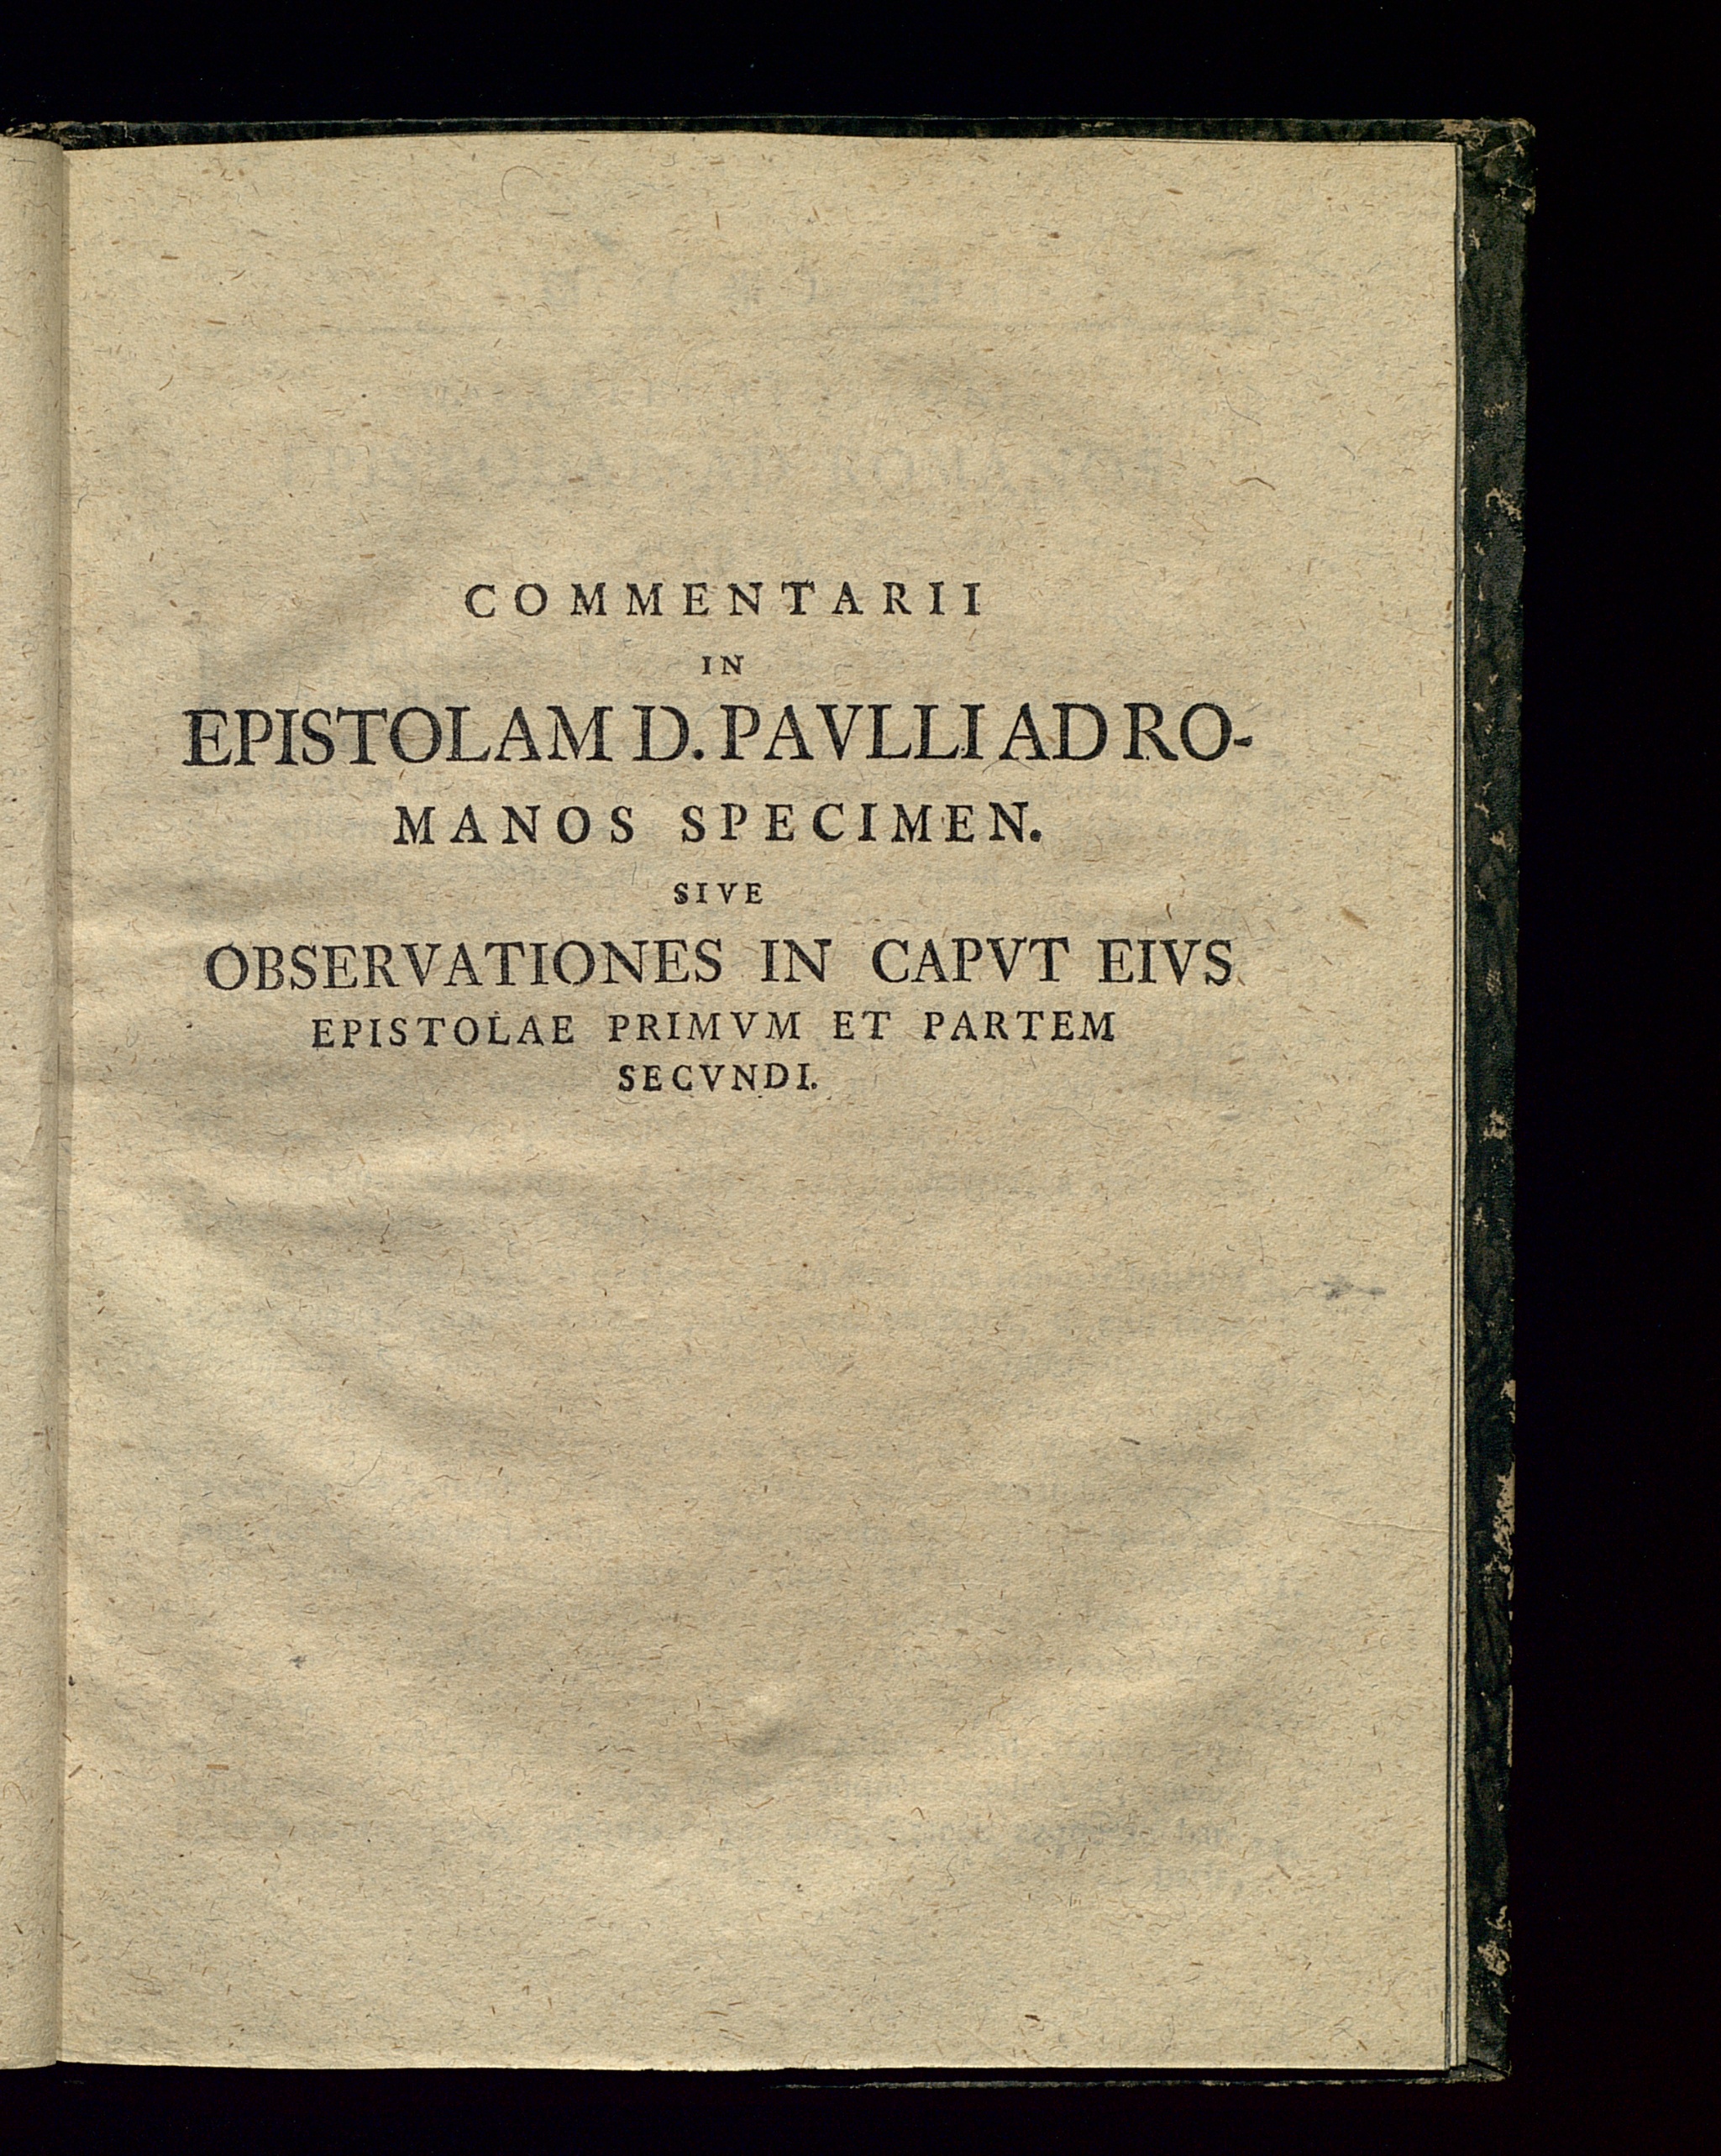 COMMENTARII
IN
EPISTOLAM D. PAVLLI AD RO-
MANOS SPECIMEN.
SIVE
OBSERVATIONES IN CAPVT EIVS
EPISTOLAE PRIMVM ET PARTEM
SECVNDI.